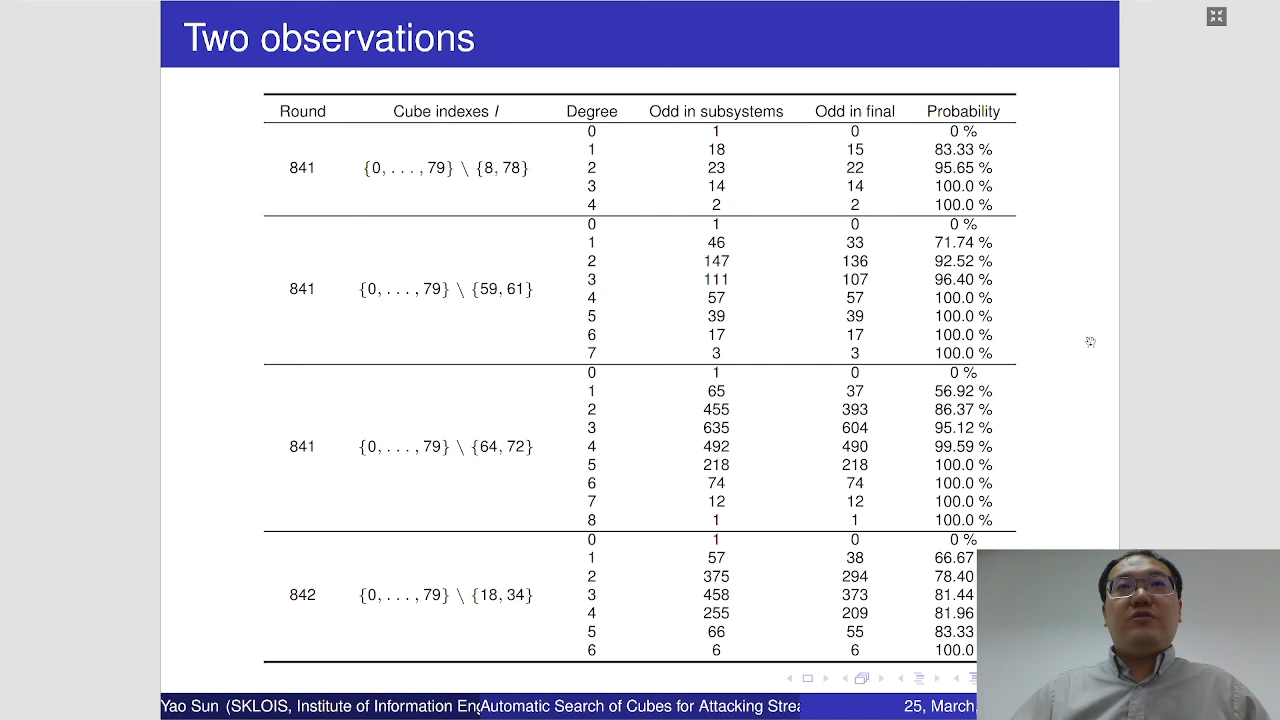 Two observations
Round Cube indexes I Degree Odd in subsystems Odd in final Probability
0 1 0 0 %
1 18 15 83.33 %
841 {0, . . . , 79} \ {8, 78} 2 23 22 95.65 %
3 14 14 100.0 %
4 2 2 100.0 %
0 1 0 0 %
1 46 33 71.74 %
2 147 136 92.52 %
3 111 107 96.40 %
841 {0, . . . , 79} \ {59, 61}
4 57 57 100.0 %
5 39 39 100.0 %
6 17 17 100.0 %
7 3 3 100.0 %
0 1 0 0 %
1 65 37 56.92 %
2 455 393 86.37 %
3 635 604 95.12 %
841 {0, . . . , 79} \ {64, 72} 4 492 490 99.59 %
5 218 218 100.0 %
6 74 74 100.0 %
7 12 12 100.0 %
8 1 1 100.0 %
0 1 0 0 %
1 57 38 66.67
2 375 294 78.40
842 {0, . . . , 79} \ {18, 34} 3 458 373 81.44
4 255 209 81.96
5 66 55 83.33
6 6 6 100.0
Yao Sun (SKLOIS, Institute of Information Eng Automatic Search of Cubes for Attacking Strea 25, March,